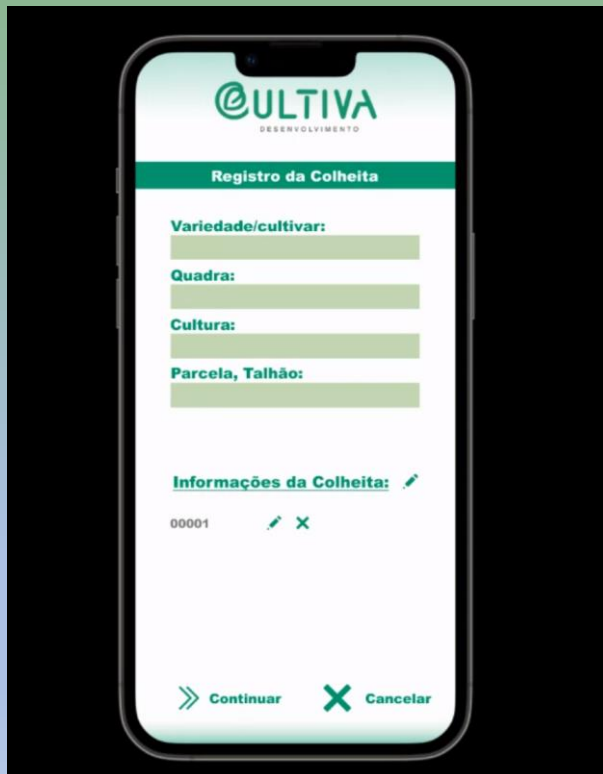 CULTIVA
DESENVOLVIMENTO
Registro da Colheita
Variedade/cultivar:
Quadra:
Cultura:
Parcela, Talhão:
Informações da Colheita:
00001
Continuar Cancelar